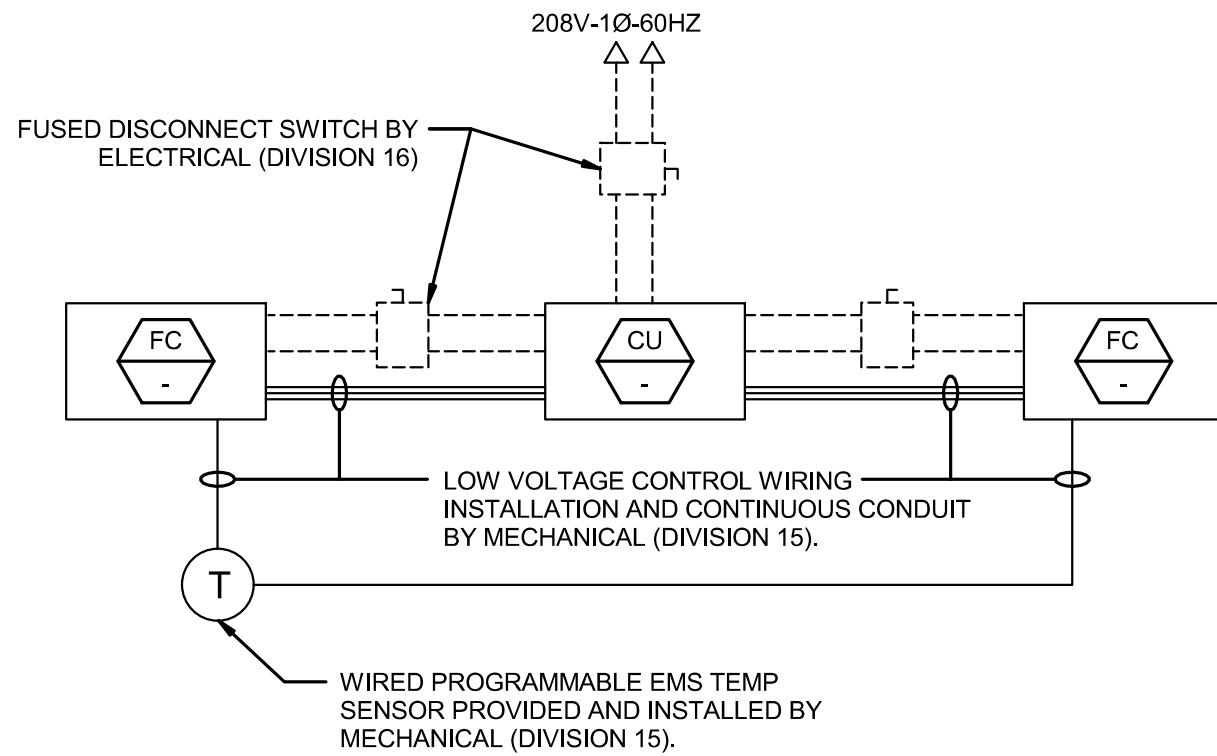 208V-1Ø-60HZ
FUSED DISCONNECT SWITCH BY
ELECTRICAL (DIVISION 16)
FC
-
CU
-
FC
-
LOW VOLTAGE CONTROL WIRING
INSTALLATION AND CONTINUOUS CONDUIT
BY MECHANICAL (DIVISION 15).
T
WIRED PROGRAMMABLE EMS TEMP
SENSOR PROVIDED AND INSTALLED BY
MECHANICAL (DIVISION 15).